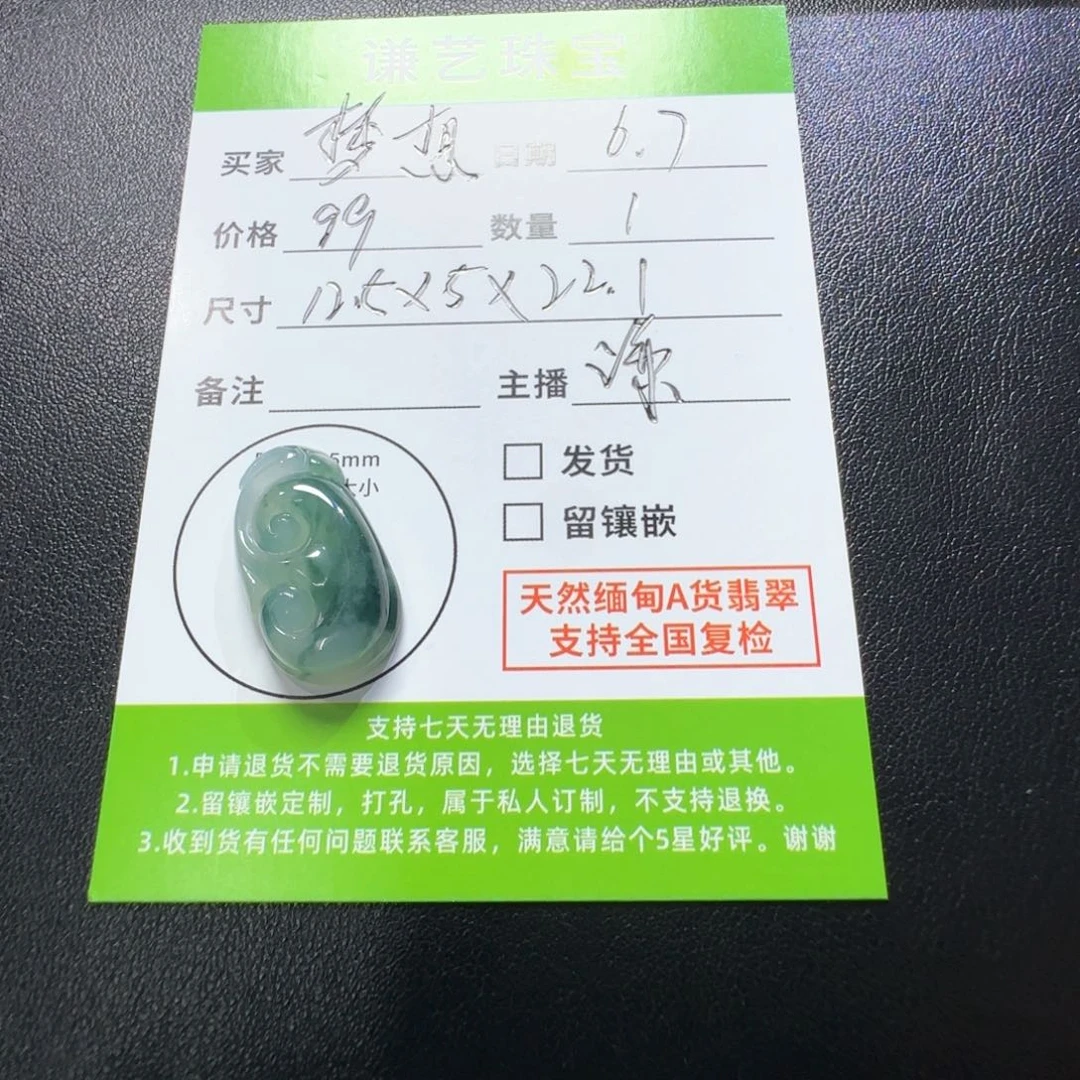 谦艺珠宝
买家 梦想 日期 6.7
价格 99 数量 1
尺寸 12.5×5×22.1
备注 主播
5mm
大小
发货
留镶嵌
天然缅甸A货翡翠
支持全国复检
支持七天无理由退货
1.申请退货不需要退货原因，选择七天无理由或其他。
2.留镶嵌定制，打孔，属于私人订制，不支持退换。
3.收到货有任何问题联系客服，满意请给个5星好评。谢谢